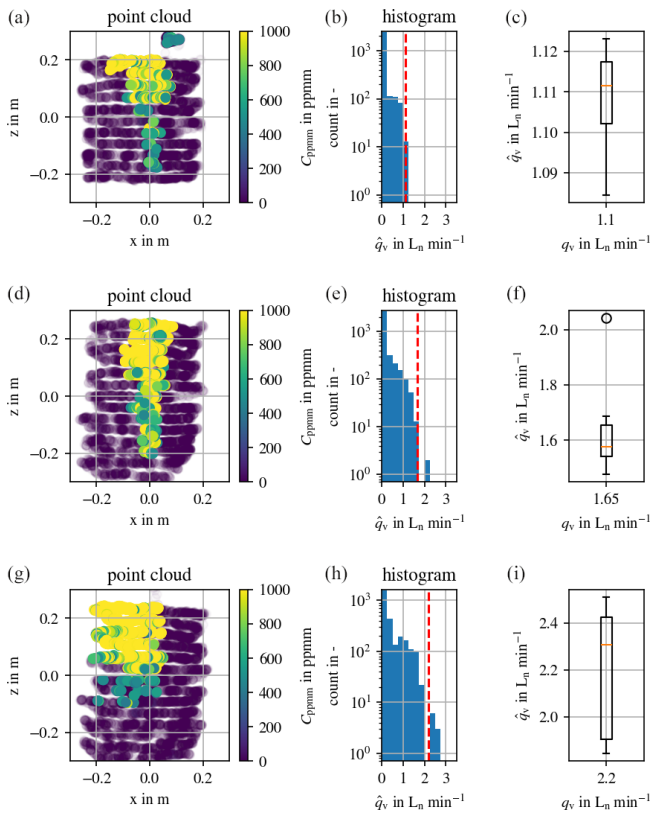 (a) point cloud (b) histogram (c)
z in m
0.2
0.0
−0.2
−0.2 0.0 0.2
x in m
1000
800
600
400
200
0
C_ppmm in ppmm
count in -
10³
10²
10¹
10⁰
0 1 2 3
q̂_v in L_n min⁻¹
q̂_v in L_n min⁻¹
1.12
1.11
1.10
1.09
1.1
q_v in L_n min⁻¹
(d) point cloud (e) histogram (f)
z in m
0.2
0.0
−0.2
−0.2 0.0 0.2
x in m
1000
800
600
400
200
0
C_ppmm in ppmm
count in -
10³
10²
10¹
10⁰
0 1 2 3
q̂_v in L_n min⁻¹
q̂_v in L_n min⁻¹
2.0
1.8
1.6
1.65
q_v in L_n min⁻¹
(g) point cloud (h) histogram (i)
z in m
0.2
0.0
−0.3
−0.2 0.0 0.2
x in m
1000
800
600
400
200
0
C_ppmm in ppmm
count in -
10³
10²
10¹
10⁰
0 1 2 3
q̂_v in L_n min⁻¹
q̂_v in L_n min⁻¹
2.4
2.2
2.0
2.2
q_v in L_n min⁻¹